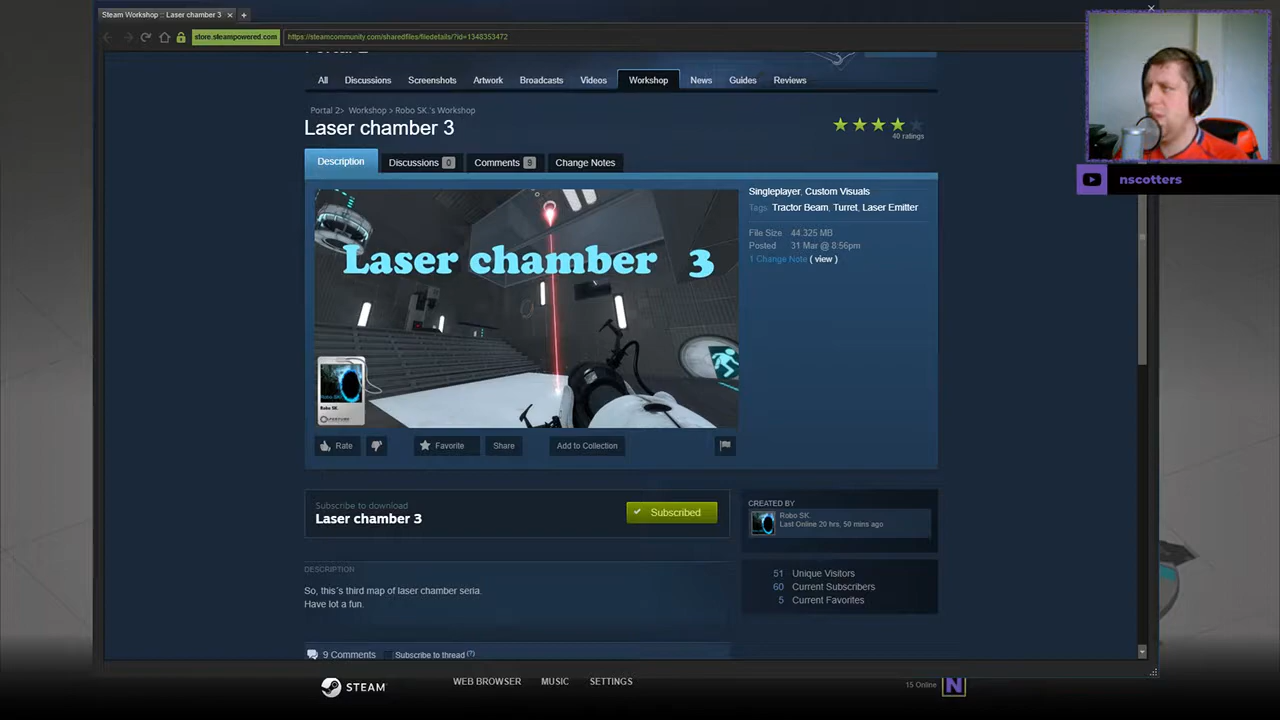 Steam Workshop :: Laser chamber 3
store.steampowered.com https://steamcommunity.com/sharedfiles/filedetails/?id=1348353472
All Discussions Screenshots Artwork Broadcasts Videos Workshop News Guides Reviews
Portal 2> Workshop > Robo SK.'s Workshop
Laser chamber 3
40 ratings
Description Discussions 0 Comments 9 Change Notes
Laser chamber 3
Robo SK.
Singleplayer, Custom Visuals
Tags: Tractor Beam, Turret, Laser Emitter
File Size 44.325 MB
Posted 31 Mar @ 8:56pm
1 Change Note ( view )
Rate Favorite Share Add to Collection
Subscribe to download
Laser chamber 3
Subscribed
CREATED BY
Robo SK.
Last Online 20 hrs, 50 mins ago
51 Unique Visitors
60 Current Subscribers
5 Current Favorites
DESCRIPTION
So, this´s third map of laser chamber seria.
Have lot a fun.
9 Comments Subscribe to thread (?)
STEAM WEB BROWSER MUSIC SETTINGS 15 Online N
nscotters